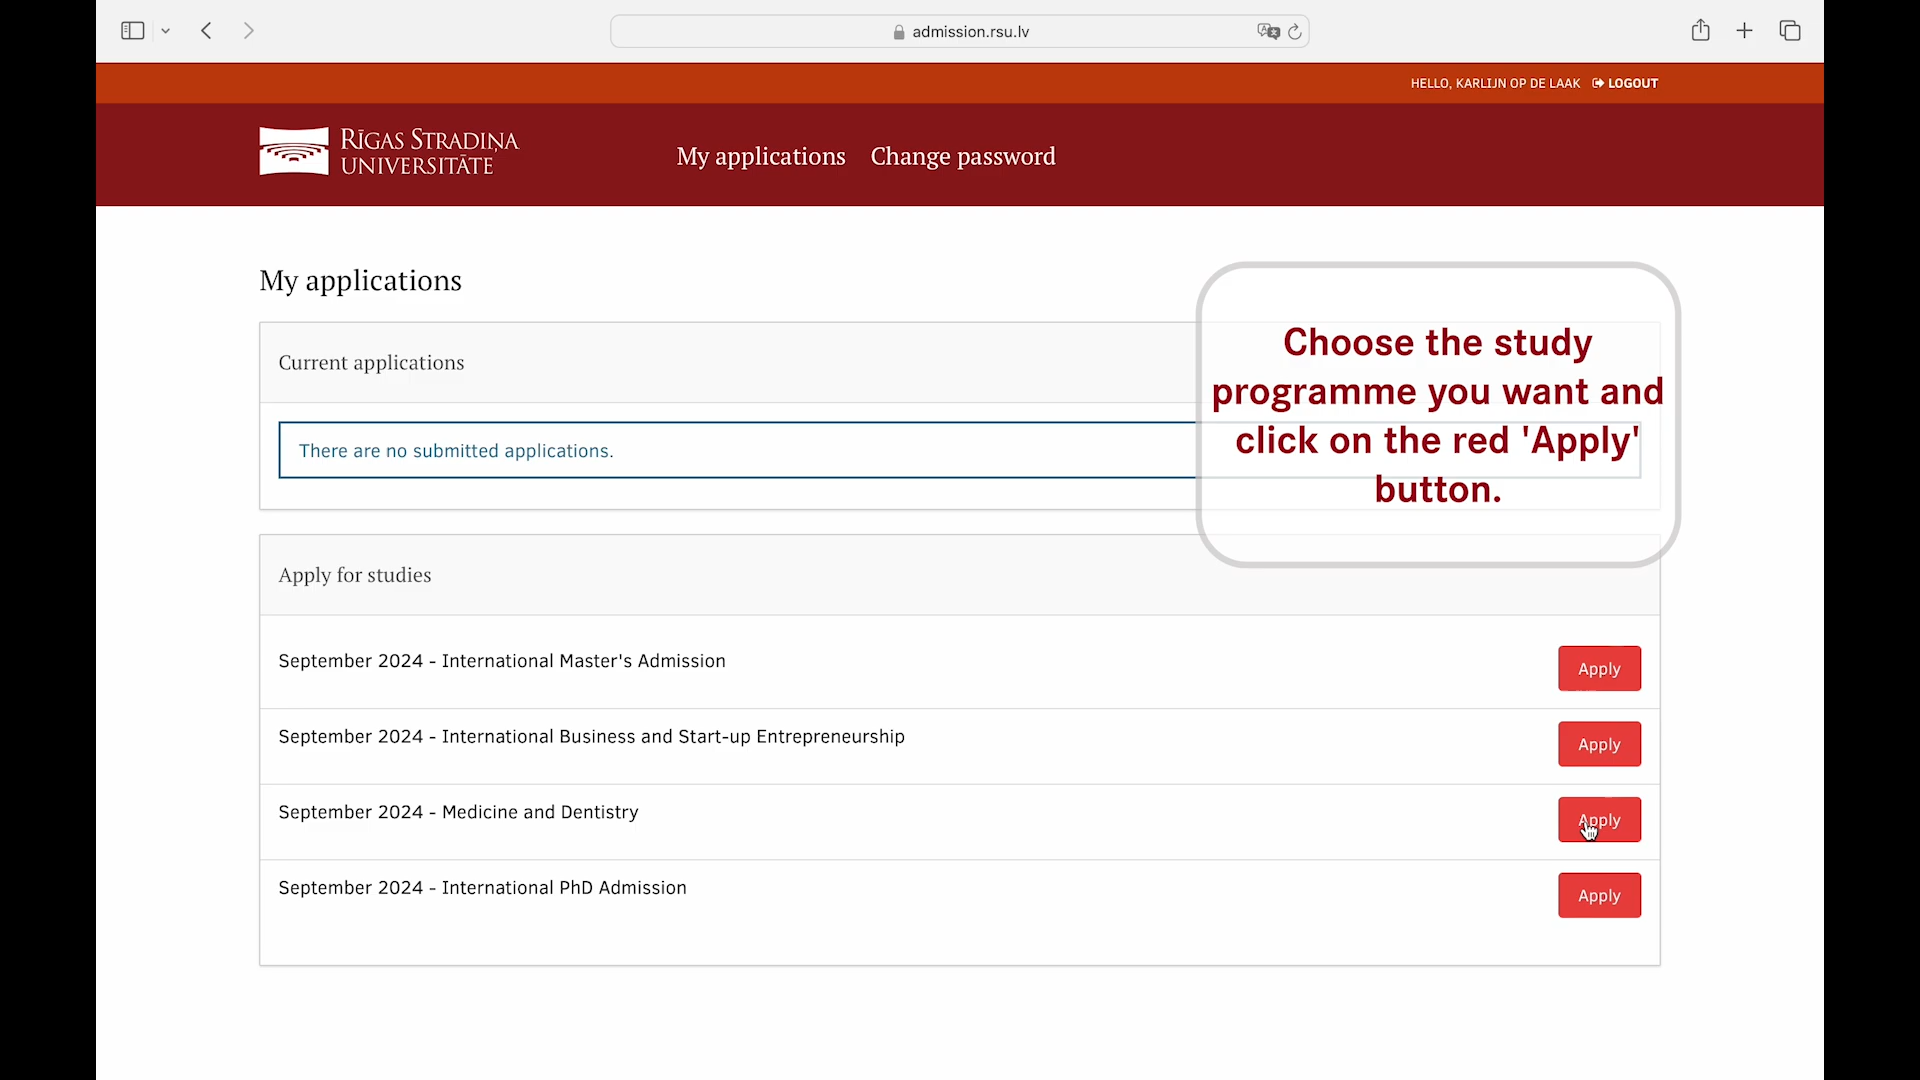 admission.rsu.lv
HELLO, KARLIJN OP DE LAAK LOGOUT
RĪGAS STRADIŅA
UNIVERSITĀTE
My applications Change password
My applications
Current applications
There are no submitted applications.
Choose the study
programme you want and
click on the red 'Apply'
button.
Apply for studies
September 2024 - International Master's Admission
Apply
September 2024 - International Business and Start-up Entrepreneurship
Apply
September 2024 - Medicine and Dentistry
Apply
September 2024 - International PhD Admission
Apply